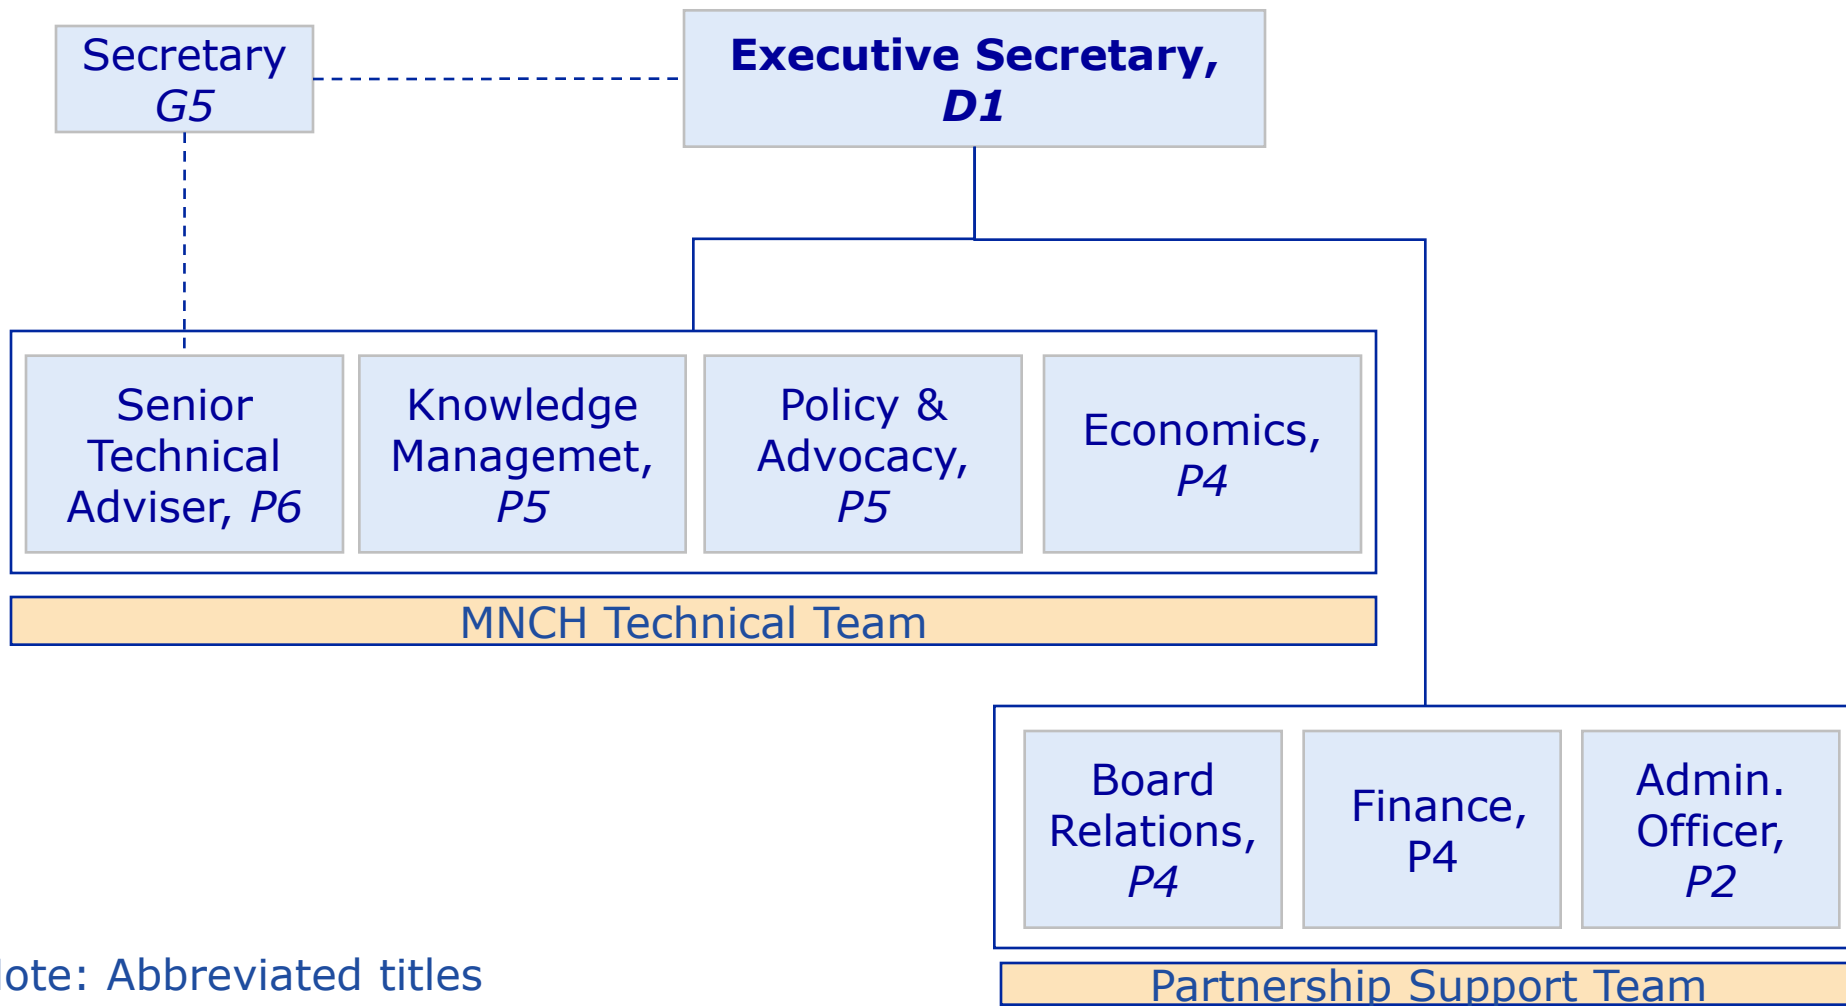 Secretary
G5
Executive Secretary,
D1
Senior
Technical
Adviser, P6
Knowledge
Managemet,
P5
Policy &
Advocacy,
P5
Economics,
P4
MNCH Technical Team
Board
Relations,
P4
Finance,
P4
Admin.
Officer,
P2
Partnership Support Team
Note: Abbreviated titles